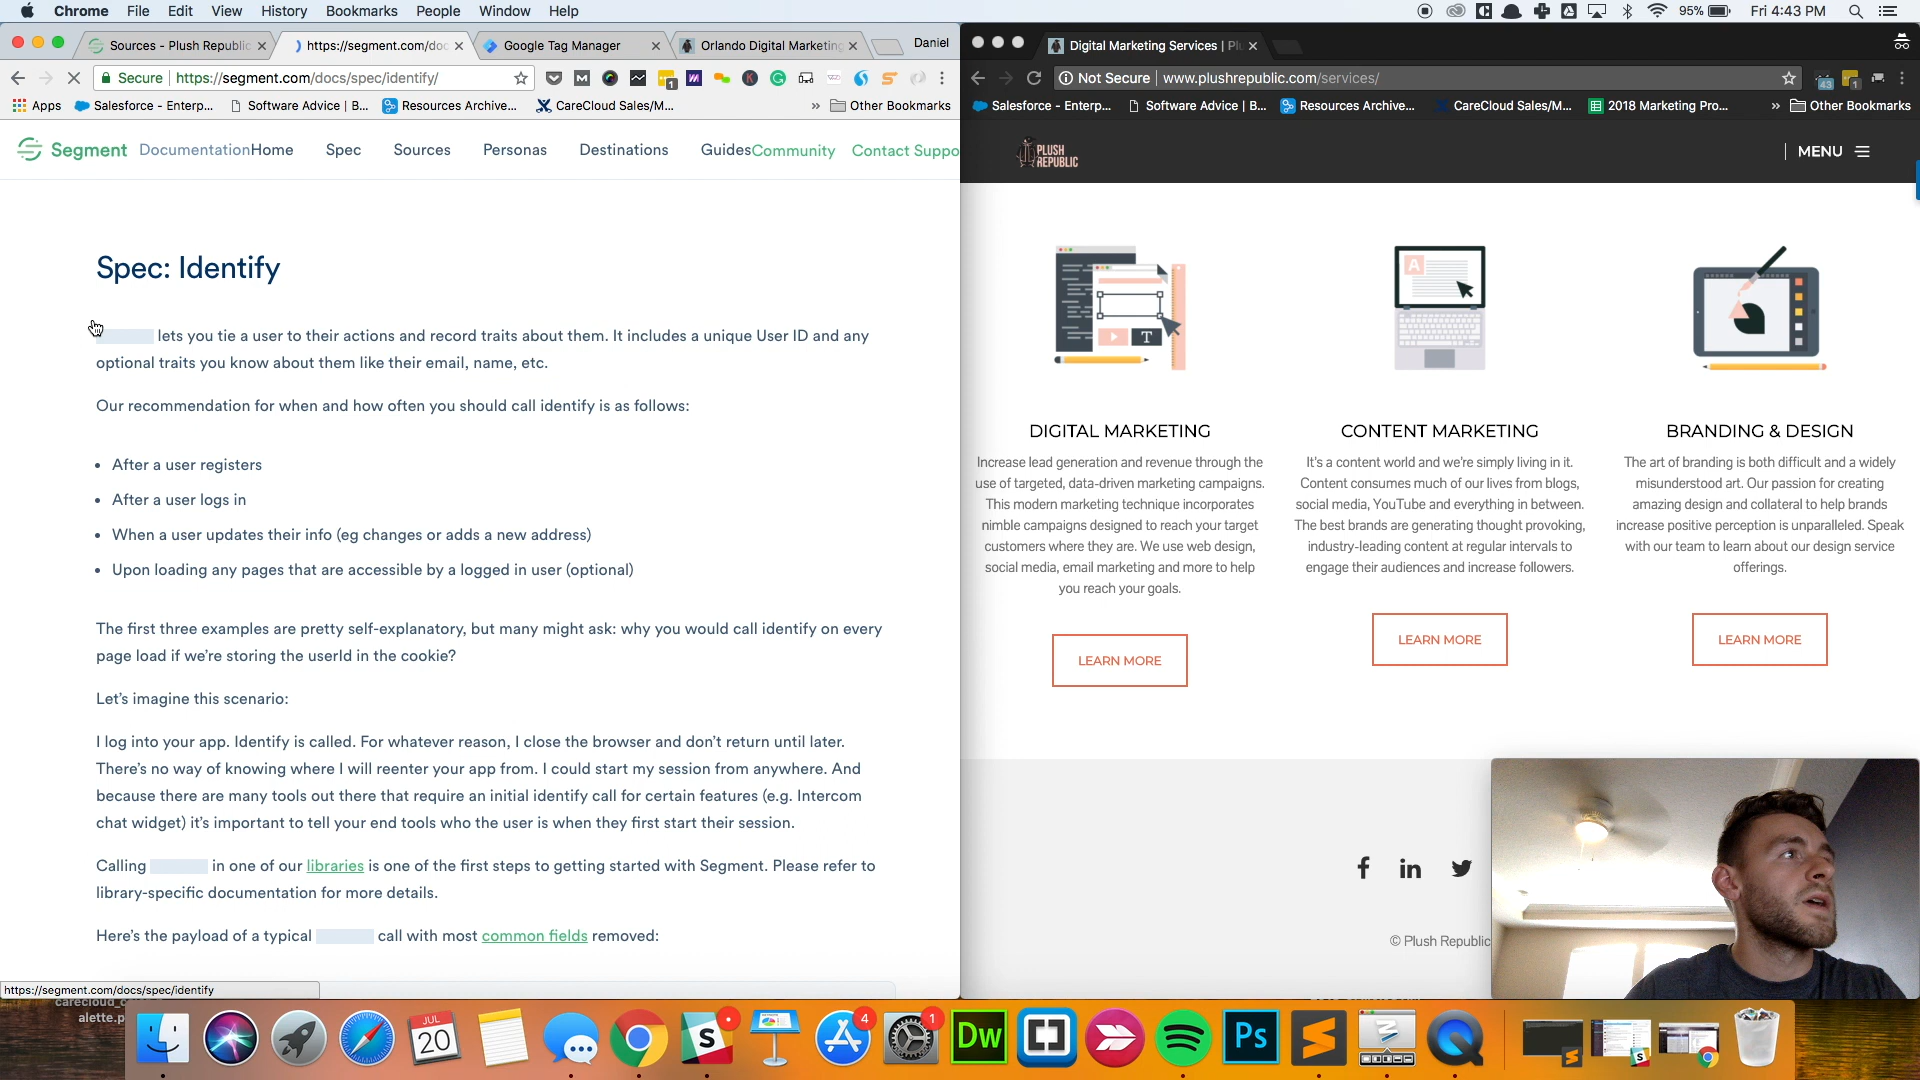 Chrome File Edit View History Bookmarks People Window Help
95% Fri 4:43 PM
Sources - Plush Republic
https://segment.com/doc
Google Tag Manager
Orlando Digital Marketing
Daniel
Secure https://segment.com/docs/spec/identify/
Apps Salesforce - Enterp... Software Advice | B... Resources Archive... CareCloud Sales/M... » Other Bookmarks
Segment Documentation Home Spec Sources Personas Destinations Guides Community Contact Suppo
Spec: Identify
lets you tie a user to their actions and record traits about them. It includes a unique User ID and any
optional traits you know about them like their email, name, etc.
Our recommendation for when and how often you should call identify is as follows:
• After a user registers
• After a user logs in
• When a user updates their info (eg changes or adds a new address)
• Upon loading any pages that are accessible by a logged in user (optional)
The first three examples are pretty self-explanatory, but many might ask: why you would call identify on every
page load if we're storing the userId in the cookie?
Let's imagine this scenario:
I log into your app. Identify is called. For whatever reason, I close the browser and don't return until later.
There's no way of knowing where I will reenter your app from. I could start my session from anywhere. And
because there are many tools out there that require an initial identify call for certain features (e.g. Intercom
chat widget) it's important to tell your end tools who the user is when they first start their session.
Calling in one of our libraries is one of the first steps to getting started with Segment. Please refer to
library-specific documentation for more details.
Here's the payload of a typical call with most common fields removed:
https://segment.com/docs/spec/identify
Digital Marketing Services | Pl
Not Secure www.plushrepublic.com/services/
Salesforce - Enterp... Software Advice | B... Resources Archive... CareCloud Sales/M... 2018 Marketing Pro... » Other Bookmarks
PLUSH
REPUBLIC
MENU
A
T
DIGITAL MARKETING
Increase lead generation and revenue through the
use of targeted, data-driven marketing campaigns.
This modern marketing technique incorporates
nimble campaigns designed to reach your target
customers where they are. We use web design,
social media, email marketing and more to help
you reach your goals.
LEARN MORE
CONTENT MARKETING
It's a content world and we're simply living in it.
Content consumes much of our lives from blogs,
social media, YouTube and everything in between.
The best brands are generating thought provoking,
industry-leading content at regular intervals to
engage their audiences and increase followers.
LEARN MORE
BRANDING & DESIGN
The art of branding is both difficult and a widely
misunderstood art. Our passion for creating
amazing design and collateral to help brands
increase positive perception is unparalleled. Speak
with our team to learn about our design service
offerings.
LEARN MORE
© Plush Republic
alette.p
JUL
20
4
1
Dw
Ps